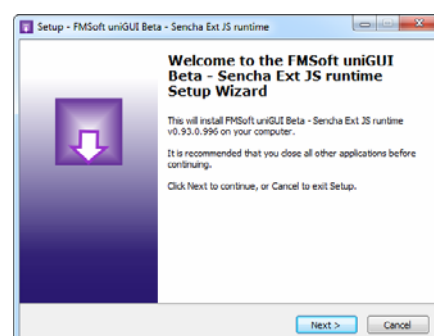 Setup - FMSoft uniGUI Beta - Sencha Ext JS runtime
Welcome to the FMSoft uniGUI
Beta - Sencha Ext JS runtime
Setup Wizard
This will install FMSoft uniGUI Beta - Sencha Ext JS runtime
v0.93.0.996 on your computer.
It is recommended that you close all other applications before
continuing.
Click Next to continue, or Cancel to exit Setup.
Next >
Cancel